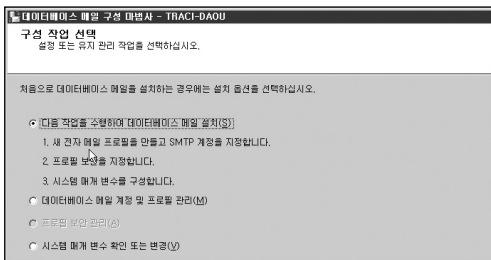 데이터베이스 메일 구성 마법사 - TRACI-DAOU
구성 작업 선택
설정 또는 유지 관리 작업을 선택하십시오.
처음으로 데이터베이스 메일을 설치하는 경우에는 설치 옵션을 선택하십시오.
다음 작업을 수행하여 데이터베이스 메일 설치(S):
1. 새 전자 메일 프로필을 만들고 SMTP 계정을 지정합니다.
2. 프로필 보안을 지정합니다.
3. 시스템 매개 변수를 구성합니다.
데이터베이스 메일 계정 및 프로필 관리(M)
프로필 보안 관리(A)
시스템 매개 변수 확인 또는 변경(V)